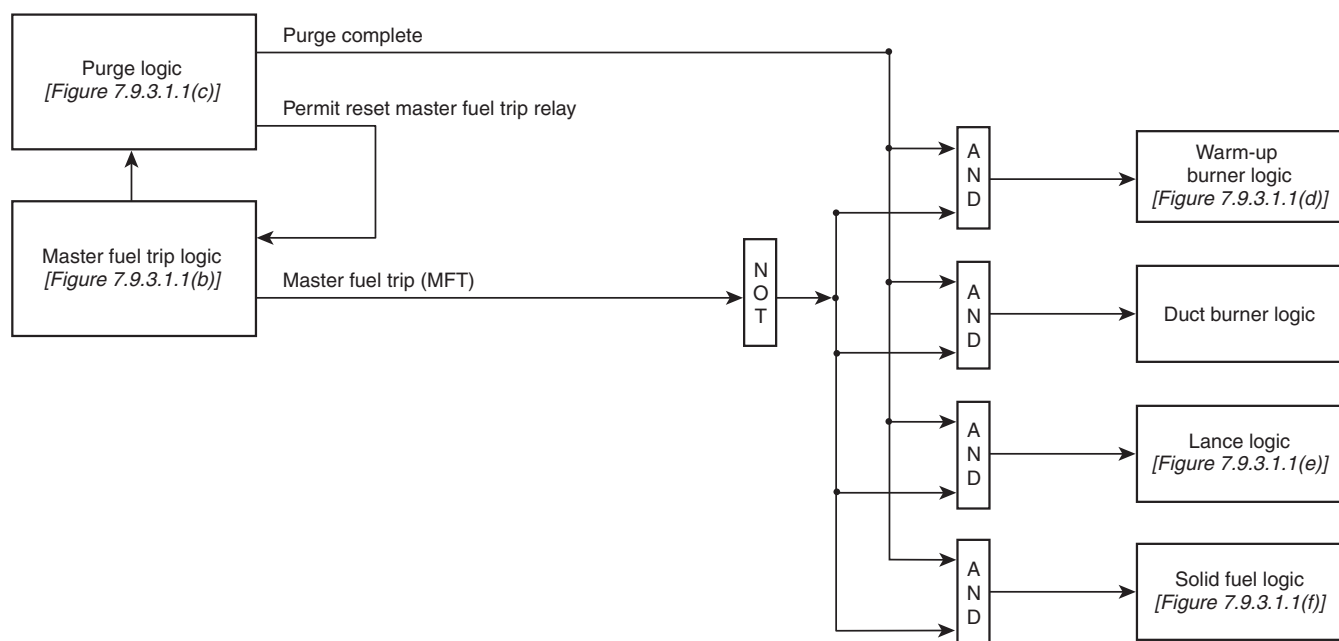 Purge logic
[Figure 7.9.3.1.1(c)]
Purge complete
Permit reset master fuel trip relay
Master fuel trip logic
[Figure 7.9.3.1.1(b)]
Master fuel trip (MFT)
NOT
AND
Warm-up
burner logic
[Figure 7.9.3.1.1(d)]
AND
Duct burner logic
AND
Lance logic
[Figure 7.9.3.1.1(e)]
AND
Solid fuel logic
[Figure 7.9.3.1.1(f)]